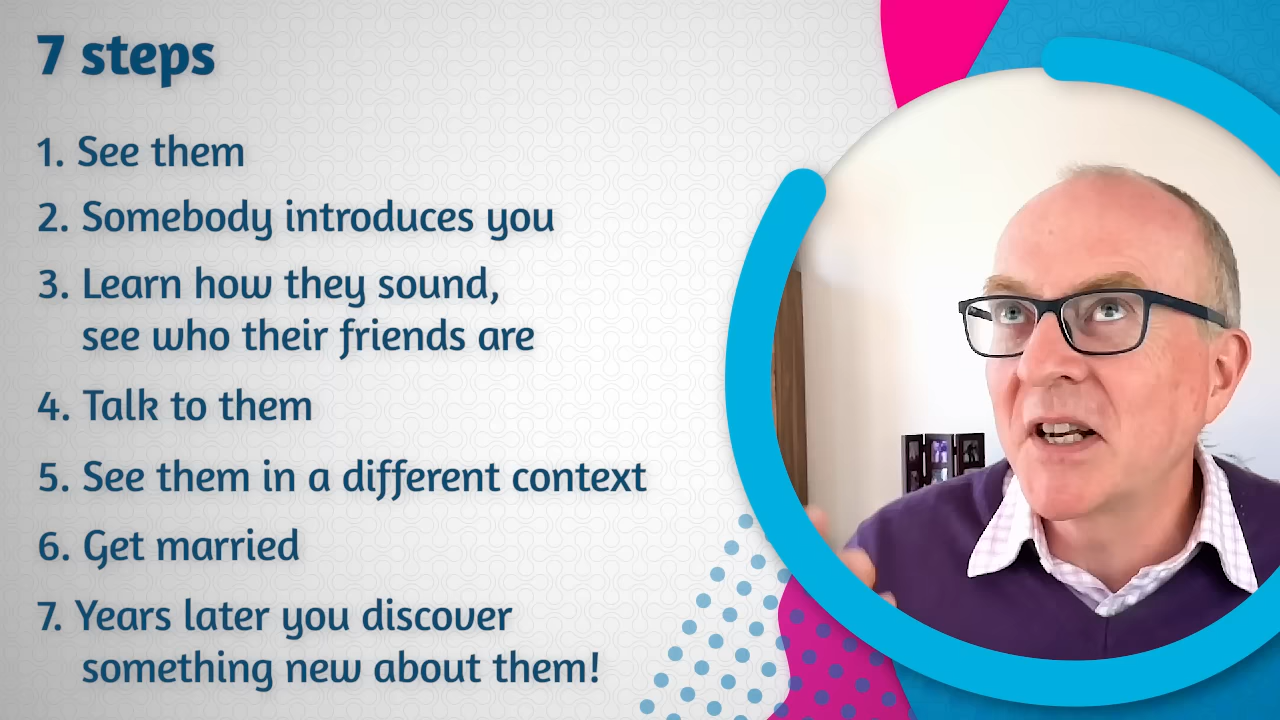 7 steps
1. See them
2. Somebody introduces you
3. Learn how they sound,
see who their friends are
4. Talk to them
5. See them in a different context
6. Get married
7. Years later you discover
something new about them!